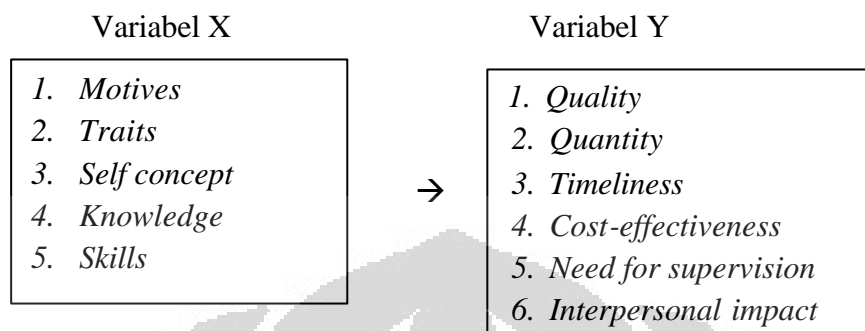 Variabel X
1. Motives
2. Traits
3. Self concept
4. Knowledge
5. Skills
→
Variabel Y
1. Quality
2. Quantity
3. Timeliness
4. Cost-effectiveness
5. Need for supervision
6. Interpersonal impact